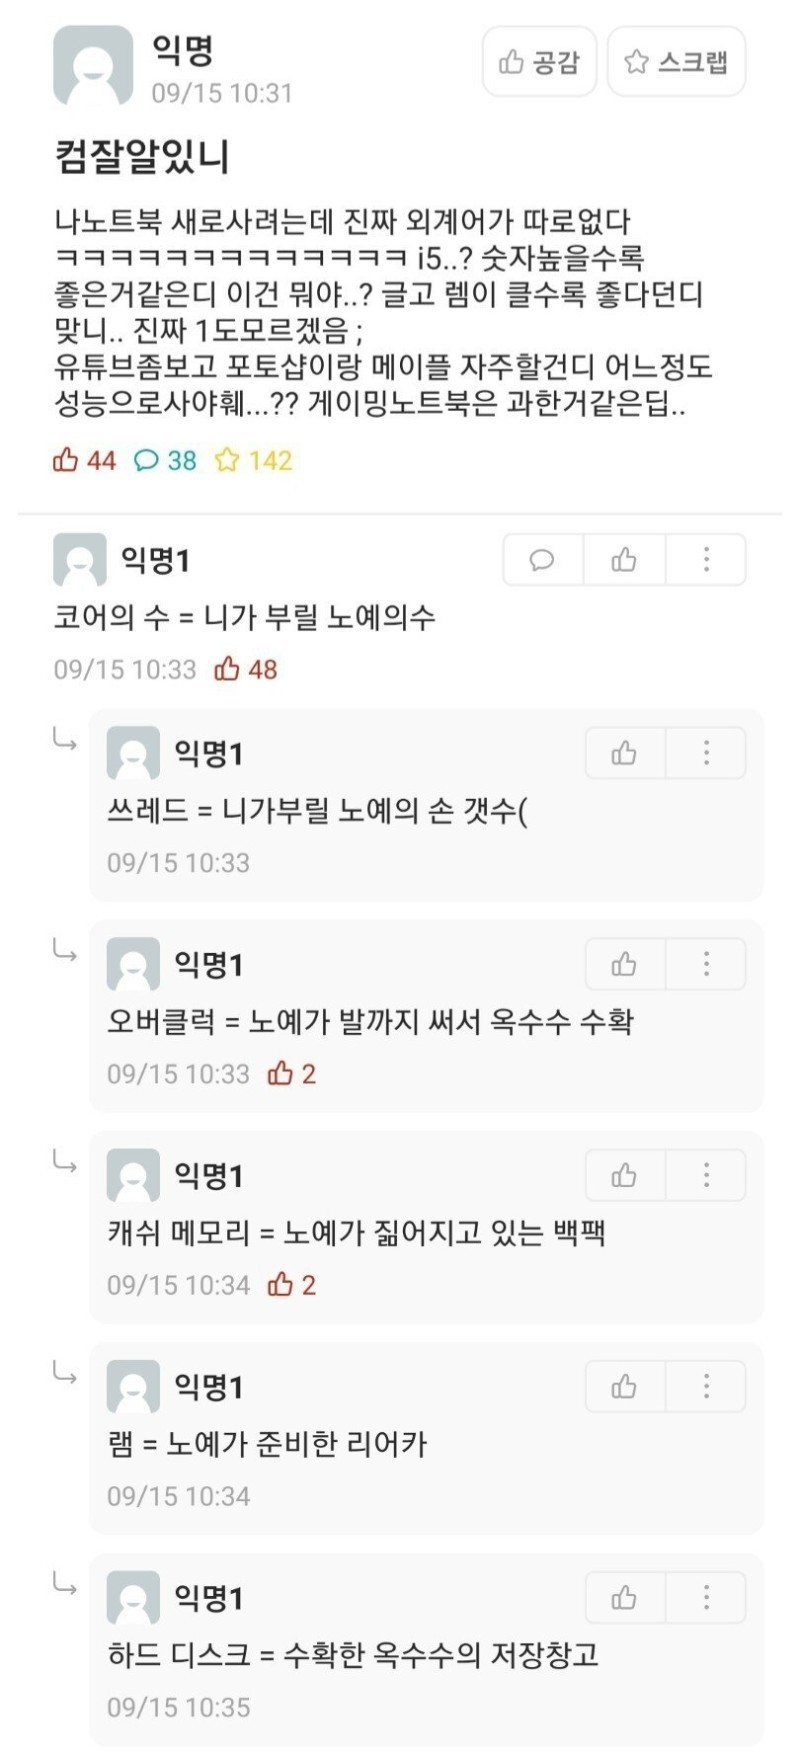 익명
09/15 10:31
공감
스크랩
컴잘알있니
나노트북 새로사려는데 진짜 외계어가 따로없다
ㅋㅋㅋㅋㅋㅋㅋㅋㅋㅋㅋㅋㅋ i5..? 숫자높을수록
좋은거같은디 이건 뭐야..? 글고 렘이 클수록 좋다던디
맞니.. 진짜 1도모르겠음 ;
유튜브좀보고 포토샵이랑 메이플 자주할건디 어느정도
성능으로사야훼...?? 게이밍노트북은 과한거같은딥..
44 38 142
익명1
코어의 수 = 니가 부릴 노예의수
09/15 10:33 48
익명1
쓰레드 = 니가부릴 노예의 손 갯수(
09/15 10:33
익명1
오버클럭 = 노예가 발까지 써서 옥수수 수확
09/15 10:33 2
익명1
캐쉬 메모리 = 노예가 짊어지고 있는 백팩
09/15 10:34 2
익명1
램 = 노예가 준비한 리어카
09/15 10:34
익명1
하드 디스크 = 수확한 옥수수의 저장창고
09/15 10:35